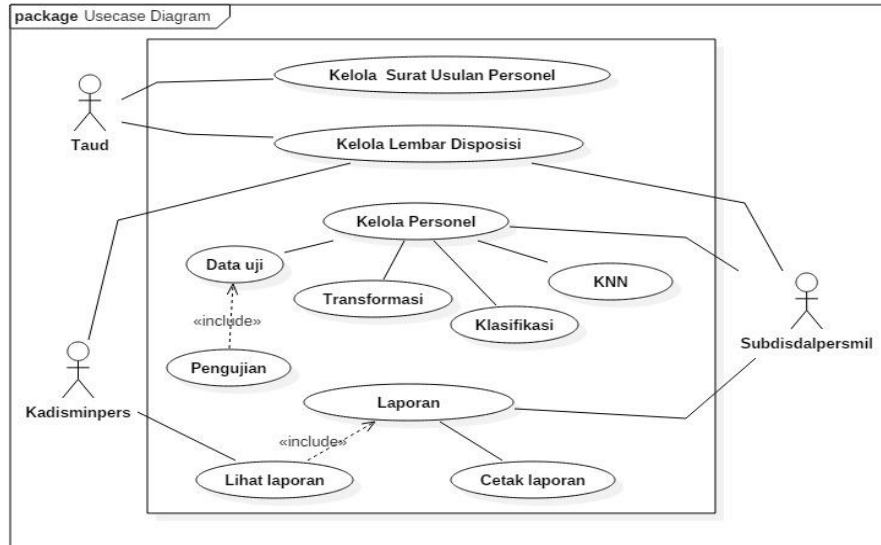 package Usecase Diagram
Kelola  Surat Usulan Personel
Taud
Kelola Lembar Disposisi
Kelola Personel
Data uji
KNN
Transformasi
«include»
Klasifikasi
Subdisdalpersmil
Pengujian
Laporan
Kadisminpers
«include»
Lihat laporan
Cetak laporan